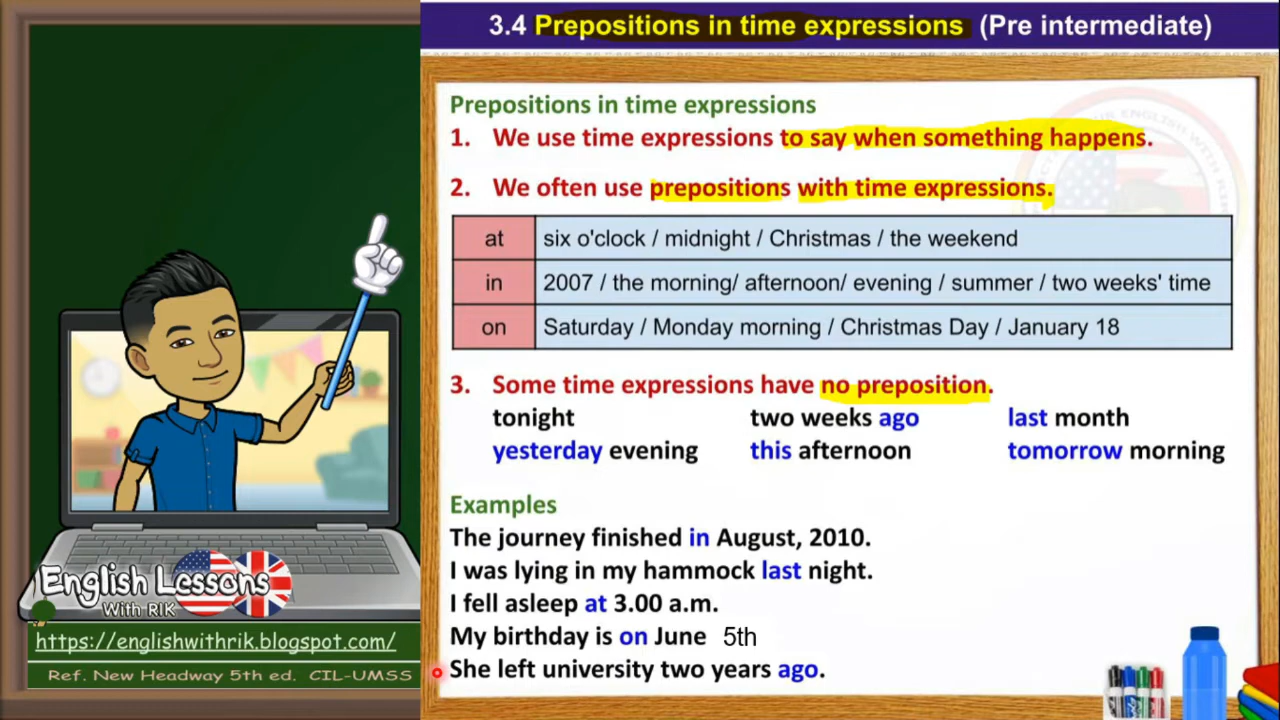 3.4 Prepositions in time expressions (Pre intermediate)
Prepositions in time expressions
1. We use time expressions to say when something happens.
2. We often use prepositions with time expressions.
at six o'clock / midnight / Christmas / the weekend
in 2007 / the morning/ afternoon/ evening / summer / two weeks' time
on Saturday / Monday morning / Christmas Day / January 18
3. Some time expressions have no preposition.
tonight two weeks ago last month
yesterday evening this afternoon tomorrow morning
Examples
The journey finished in August, 2010.
I was lying in my hammock last night.
I fell asleep at 3.00 a.m.
My birthday is on June 5th
She left university two years ago.
English Lessons
With RIK
https://englishwithrik.blogspot.com/
Ref. New Headway 5th ed. CIL-UMSS